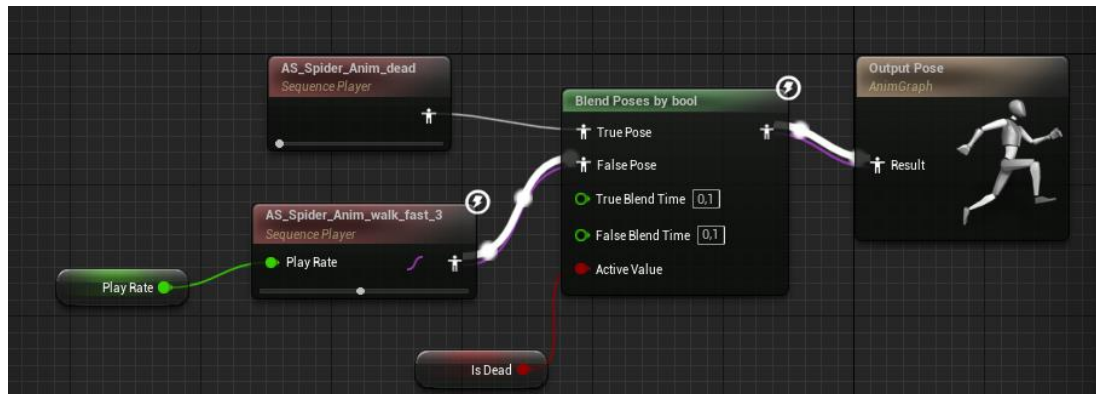 AS_Spider_Anim_dead
Sequence Player
Blend Poses by bool
True Pose
False Pose
True Blend Time 0,1
False Blend Time 0,1
Active Value
Output Pose
AnimGraph
Result
AS_Spider_Anim_walk_fast_3
Sequence Player
Play Rate
Play Rate
Is Dead